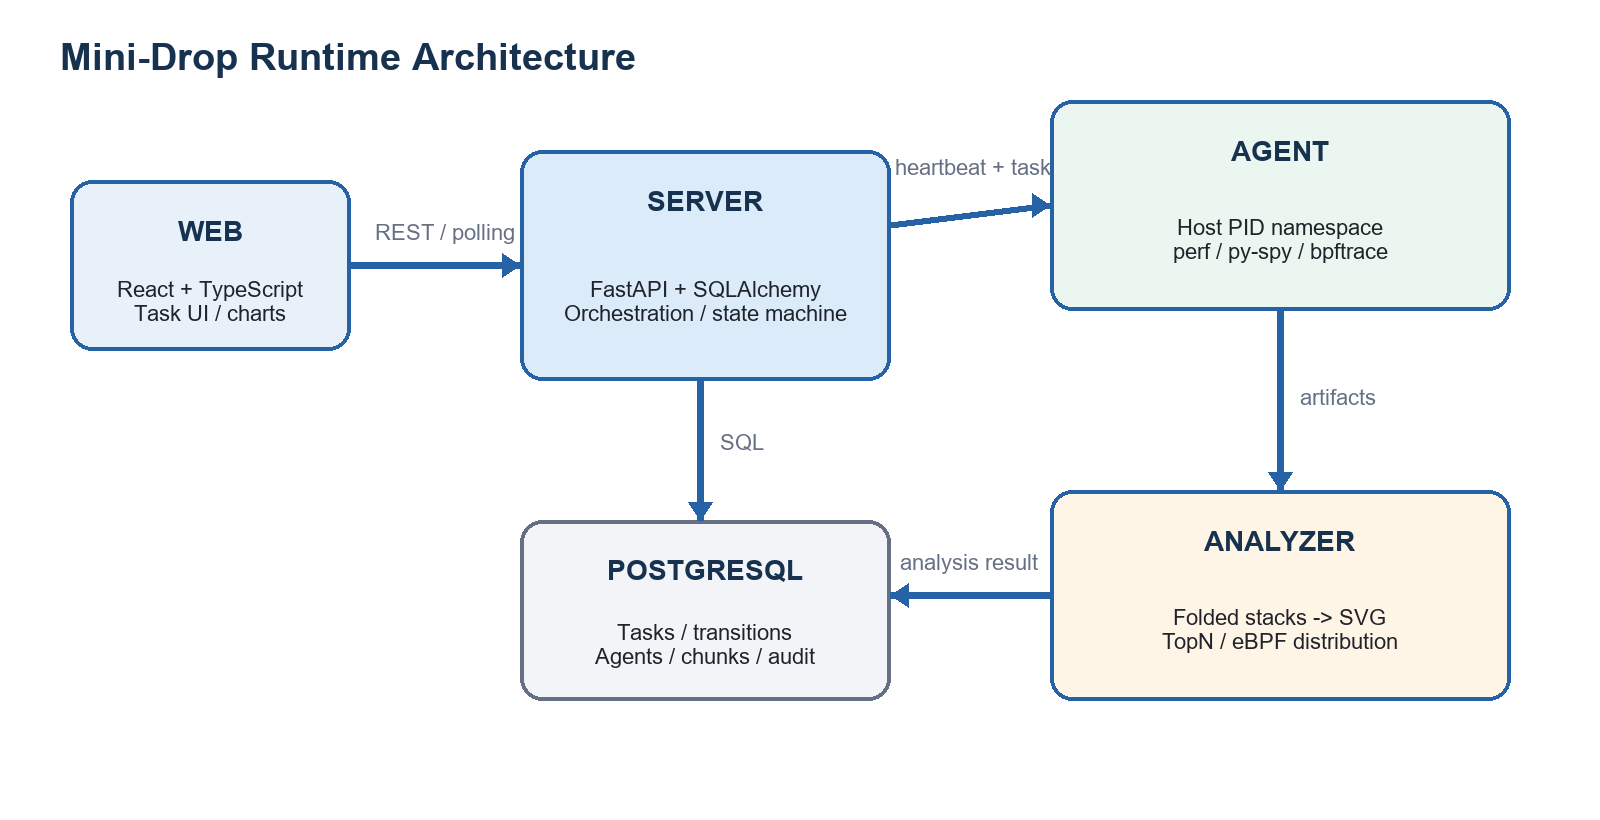 Mini-Drop Runtime Architecture
WEB
React + TypeScript
Task UI / charts
REST / polling
SERVER
FastAPI + SQLAlchemy
Orchestration / state machine
heartbeat + task
AGENT
Host PID namespace
perf / py-spy / bpftrace
SQL
artifacts
POSTGRESQL
Tasks / transitions
Agents / chunks / audit
analysis result
ANALYZER
Folded stacks -> SVG
TopN / eBPF distribution